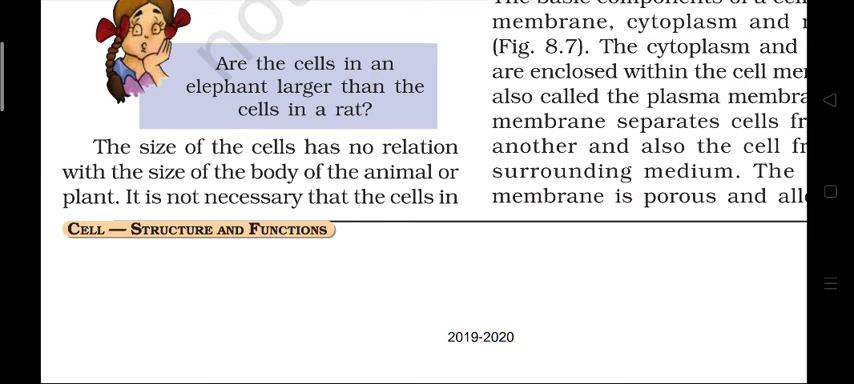 Are the cells in an
elephant larger than the
cells in a rat?
The size of the cells has no relation
with the size of the body of the animal or
plant. It is not necessary that the cells in
membrane, cytoplasm and
(Fig. 8.7). The cytoplasm and
are enclosed within the cell
also called the plasma
membrane separates cells
another and also the cell
surrounding medium. The
membrane is porous and
CELL — STRUCTURE AND FUNCTIONS
2019-2020